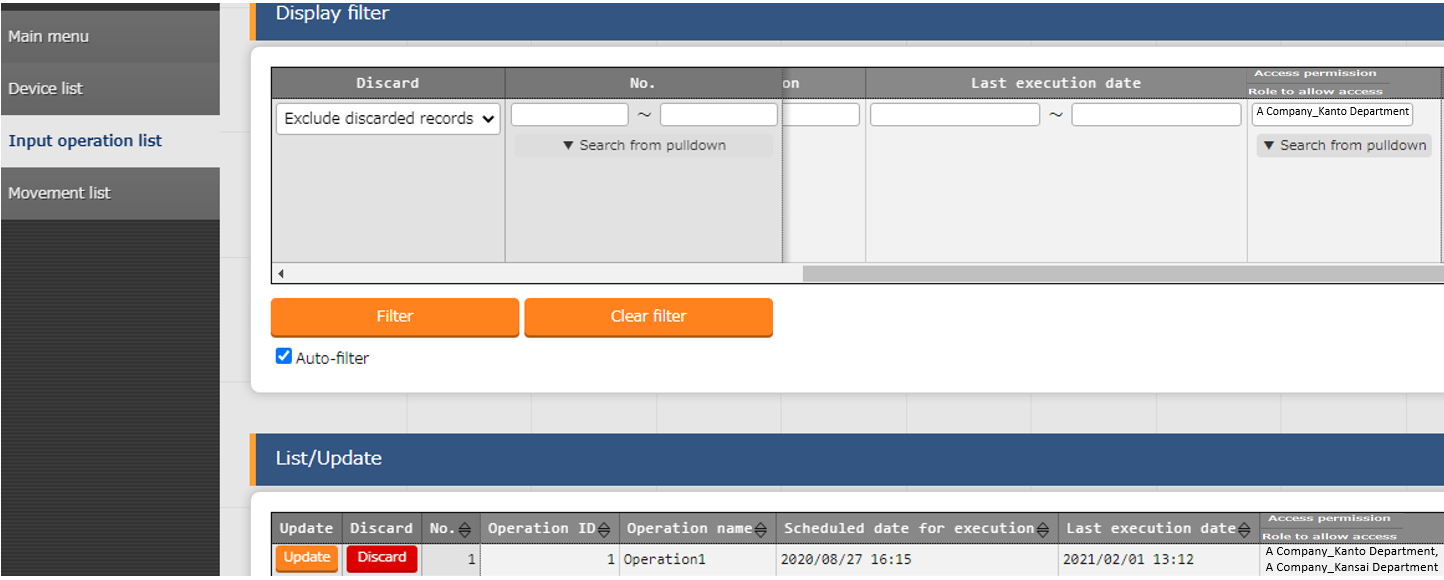 Main menu
Device list
Input operation list
Movement list
Display filter
Discard No. on Last execution date Access permission
Role to allow access
Exclude discarded records ~ ~ A Company_Kanto Department
▼ Search from pulldown ▼ Search from pulldown
Filter Clear filter
Auto-filter
List/Update
Update Discard No. Operation ID Operation name Scheduled date for execution Last execution date Access permission
Role to allow access
Update Discard 1 1 Operation1 2020/08/27 16:15 2021/02/01 13:12 A Company_Kanto Department,
A Company_Kansai Department